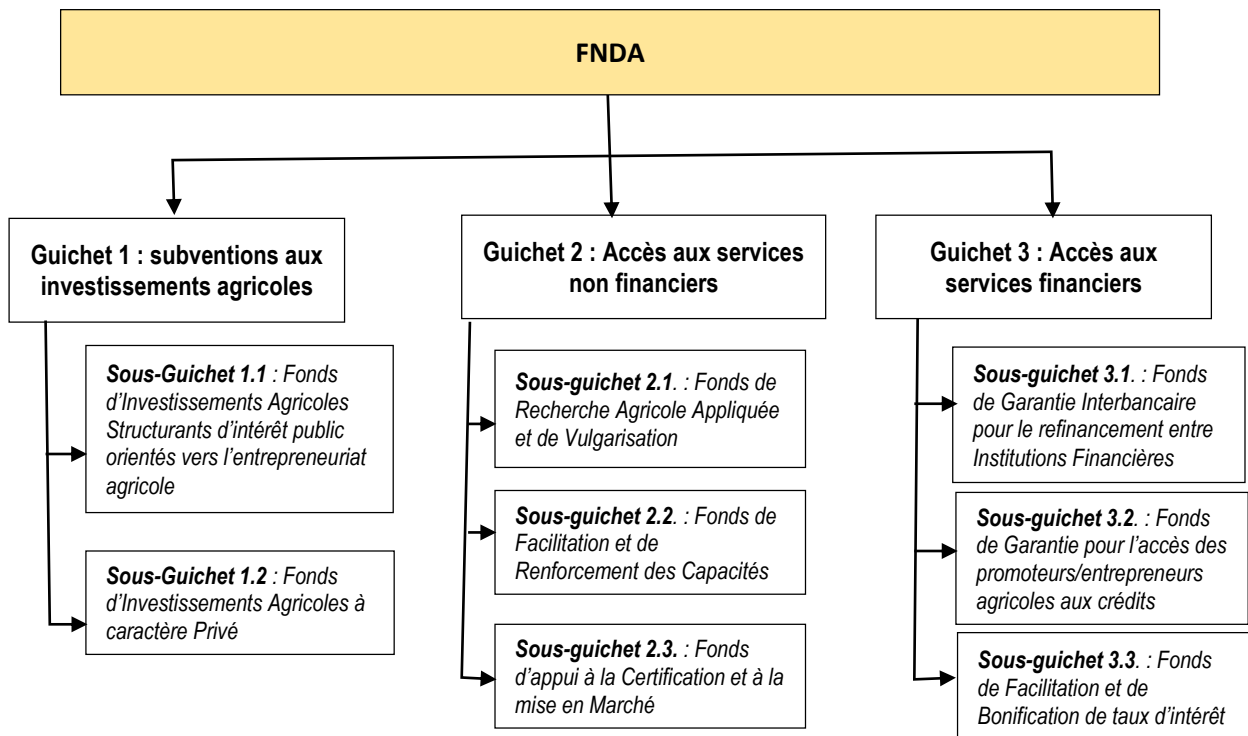 FNDA
Guichet 1 : subventions aux
investissements agricoles
Sous-Guichet 1.1 : Fonds
d’Investissements Agricoles
Structurants d’intérêt public
orientés vers l’entrepreneuriat
agricole
Sous-Guichet 1.2 : Fonds
d’Investissements Agricoles à
caractère Privé
Guichet 2 : Accès aux services
non financiers
Sous-guichet 2.1. : Fonds de
Recherche Agricole Appliquée
et de Vulgarisation
Sous-guichet 2.2. : Fonds de
Facilitation et de
Renforcement des Capacités
Sous-guichet 2.3. : Fonds
d’appui à la Certification et à la
mise en Marché
Guichet 3 : Accès aux
services financiers
Sous-guichet 3.1. : Fonds
de Garantie Interbancaire
pour le refinancement entre
Institutions Financières
Sous-guichet 3.2. : Fonds
de Garantie pour l’accès des
promoteurs/entrepreneurs
agricoles aux crédits
Sous-guichet 3.3. : Fonds
de Facilitation et de
Bonification de taux d’intérêt